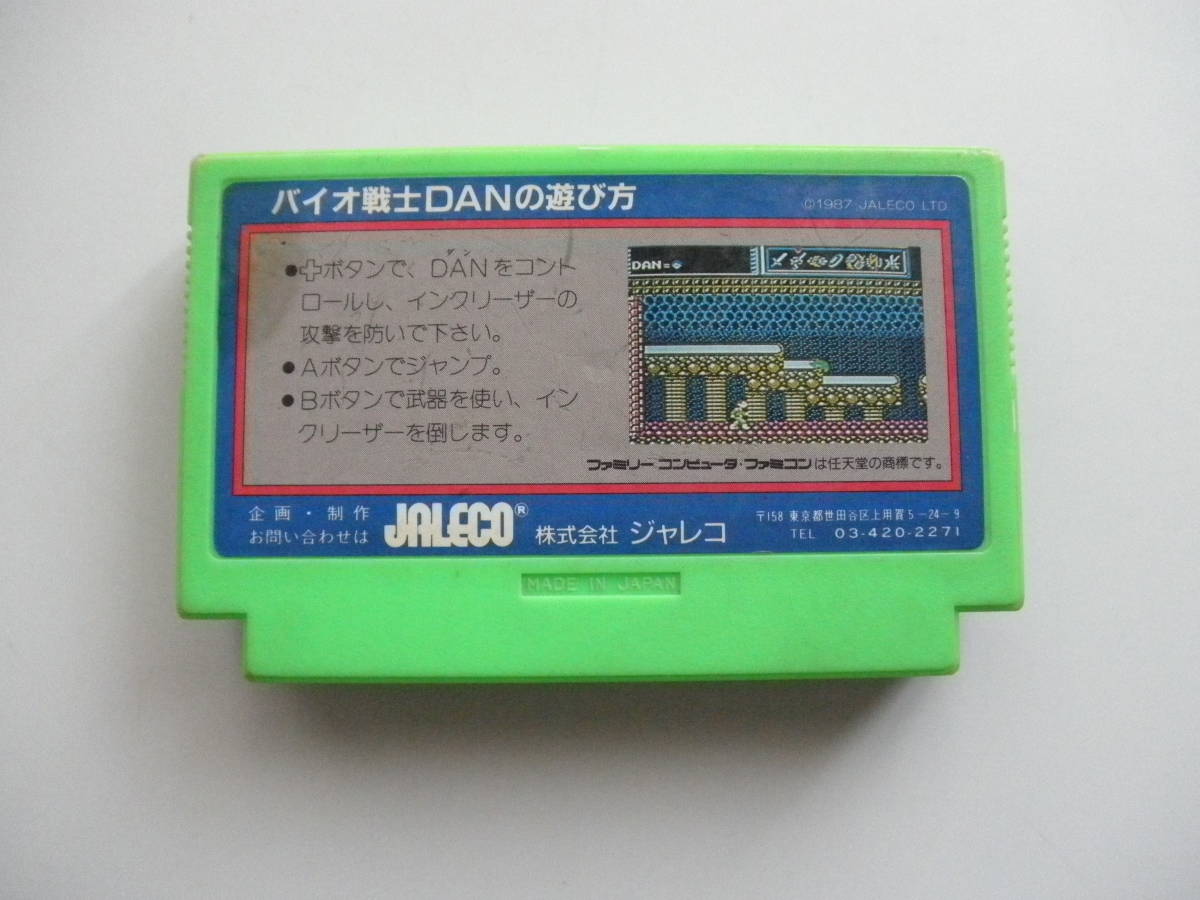 バイオ戦士DANの遊び方
©1987 JALECO LTD.
●✚ボタンで、DANをコント
ダン
ロールし、インクリーザーの
攻撃を防いで下さい。
●Aボタンでジャンプ。
●Bボタンで武器を使い、イン
クリーザーを倒します。
DAN=
ファミリーコンピュータ・ファミコンは任天堂の商標です。
企画・制作
お問い合わせは
JALECO®
株式会社 ジャレコ
〒158 東京都世田谷区上用賀5-24-9
TEL 03-420-2271
MADE IN JAPAN